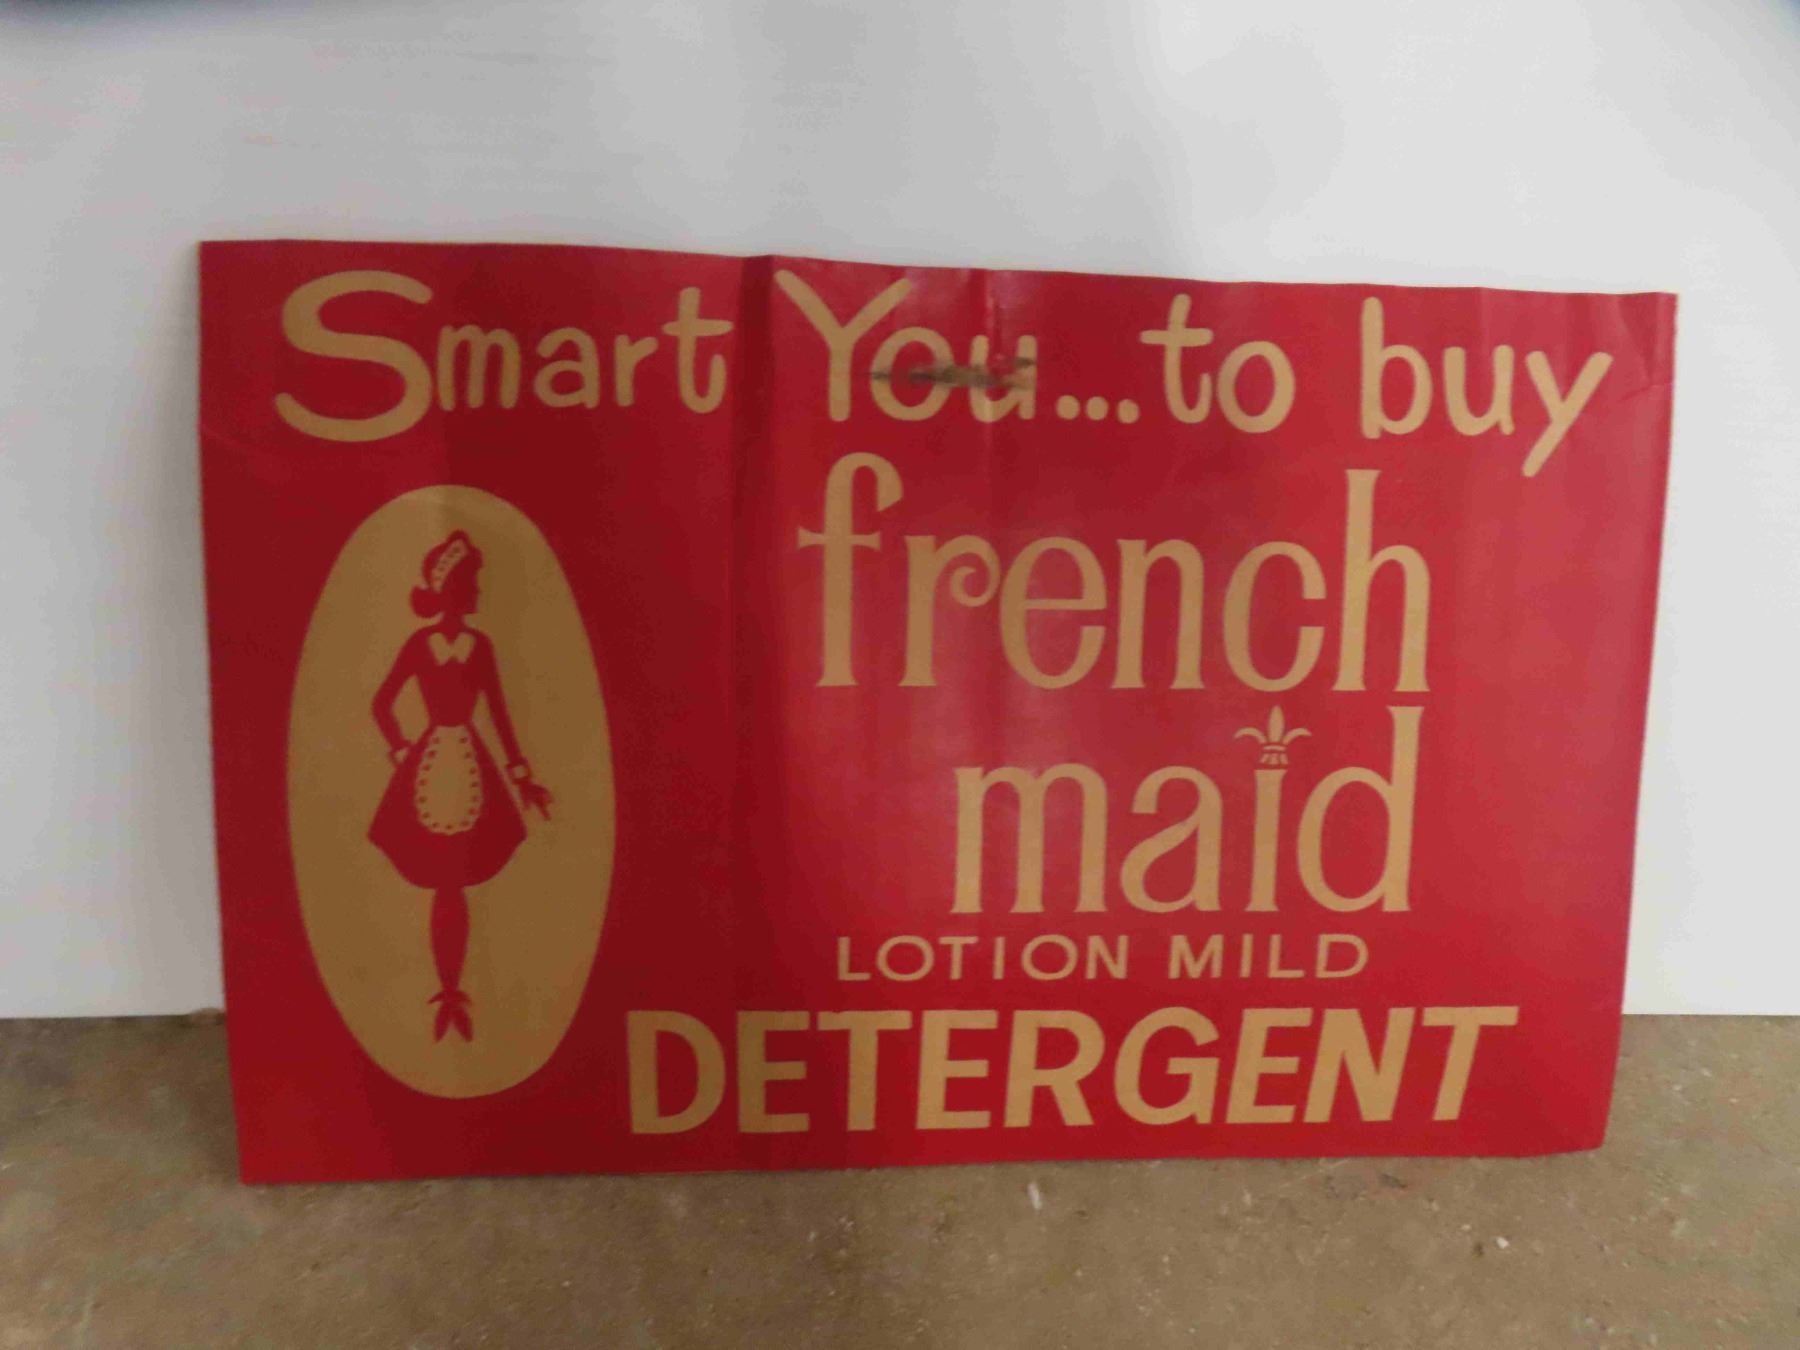 Smart You...to buy
french
maid
LOTION MILD
DETERGENT